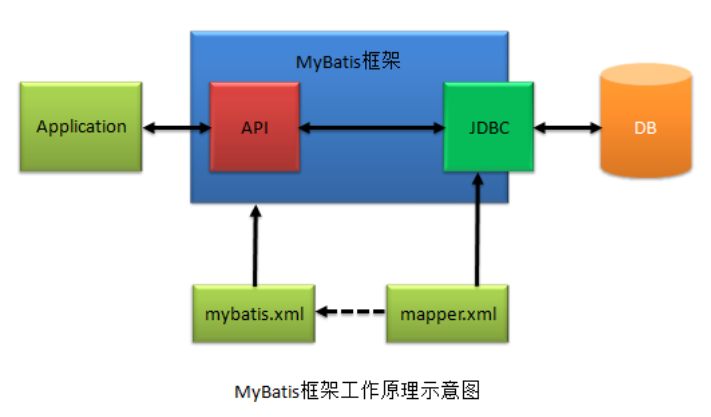 MyBatis框架
Application
API
JDBC
DB
mybatis.xml
mapper.xml
MyBatis框架工作原理示意图